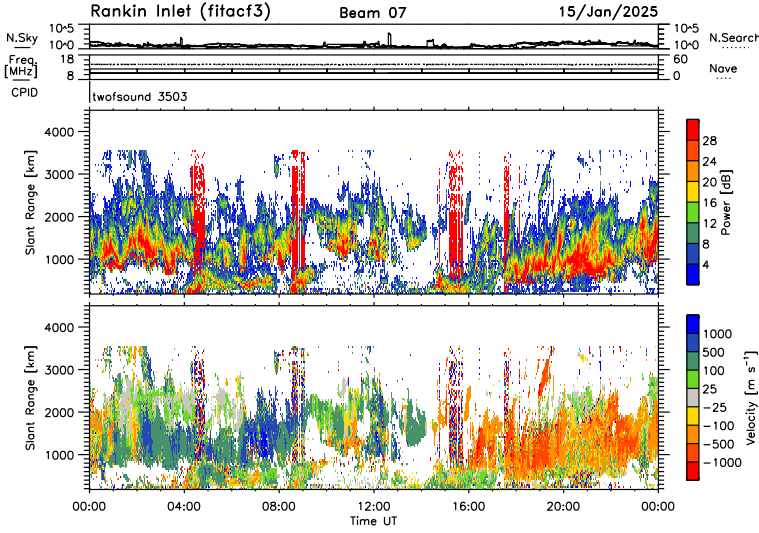 Rankin Inlet (fitacf3) Beam 07 15/Jan/2025
N.Sky 10^5 10^0 10^5 10^0 N.Search
Freq. [MHz] 18 8 60 0 Nave
CPID twofsound 3503
Slant Range [km]
4000
3000
2000
1000
Power [dB]
28
24
20
16
12
8
4
Slant Range [km]
4000
3000
2000
1000
Velocity [m s⁻¹]
1000
500
100
25
−25
−100
−500
−1000
00:00 04:00 08:00 12:00 16:00 20:00 00:00
Time UT